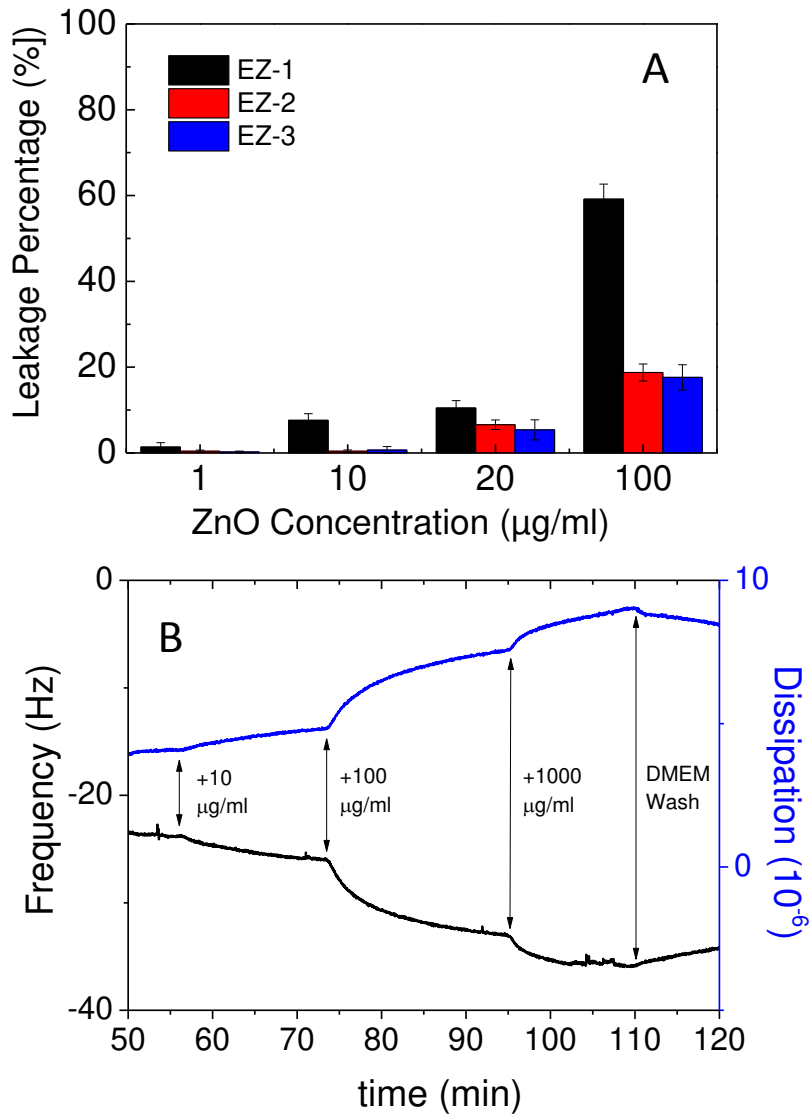 100
80
60
40
20
0
Leakage Percentage (%])
EZ-1
EZ-2
EZ-3
A
1 10 20 100
ZnO Concentration (µg/ml)
0
-20
-40
Frequency (Hz)
B
+10
µg/ml
+100
µg/ml
+1000
µg/ml
DMEM
Wash
10
0
Dissipation (10-6)
50 60 70 80 90 100 110 120
time (min)